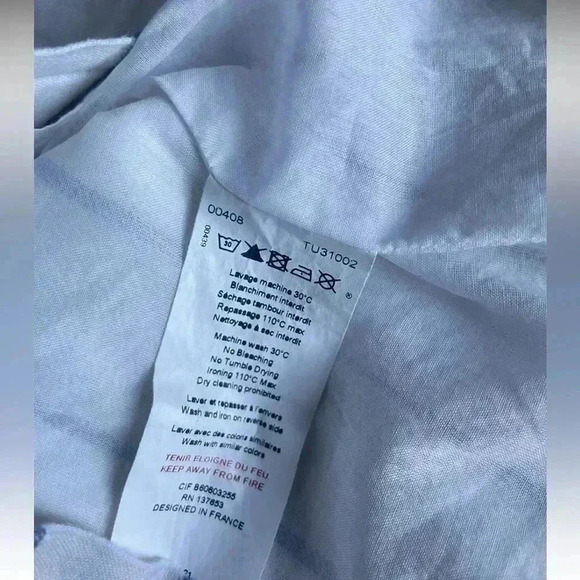 00408 TU31002
00439
30
®
Lavage machine 30°C
Blanchiment interdit
Séchage tambour interdit
Repassage 110°C max
Nettoyage à sec interdit
Machine wash 30°C
No Bleaching
No Tumble Drying
Ironing 110°C Max
Dry cleaning prohibited
Laver et repasser à l'envers
Wash and iron on reverse side
Laver avec des coloris similaires
Wash with similar colors
TENIR ELOIGNE DU FEU
KEEP AWAY FROM FIRE
CIF B60603255
RN 137653
DESIGNED IN FRANCE